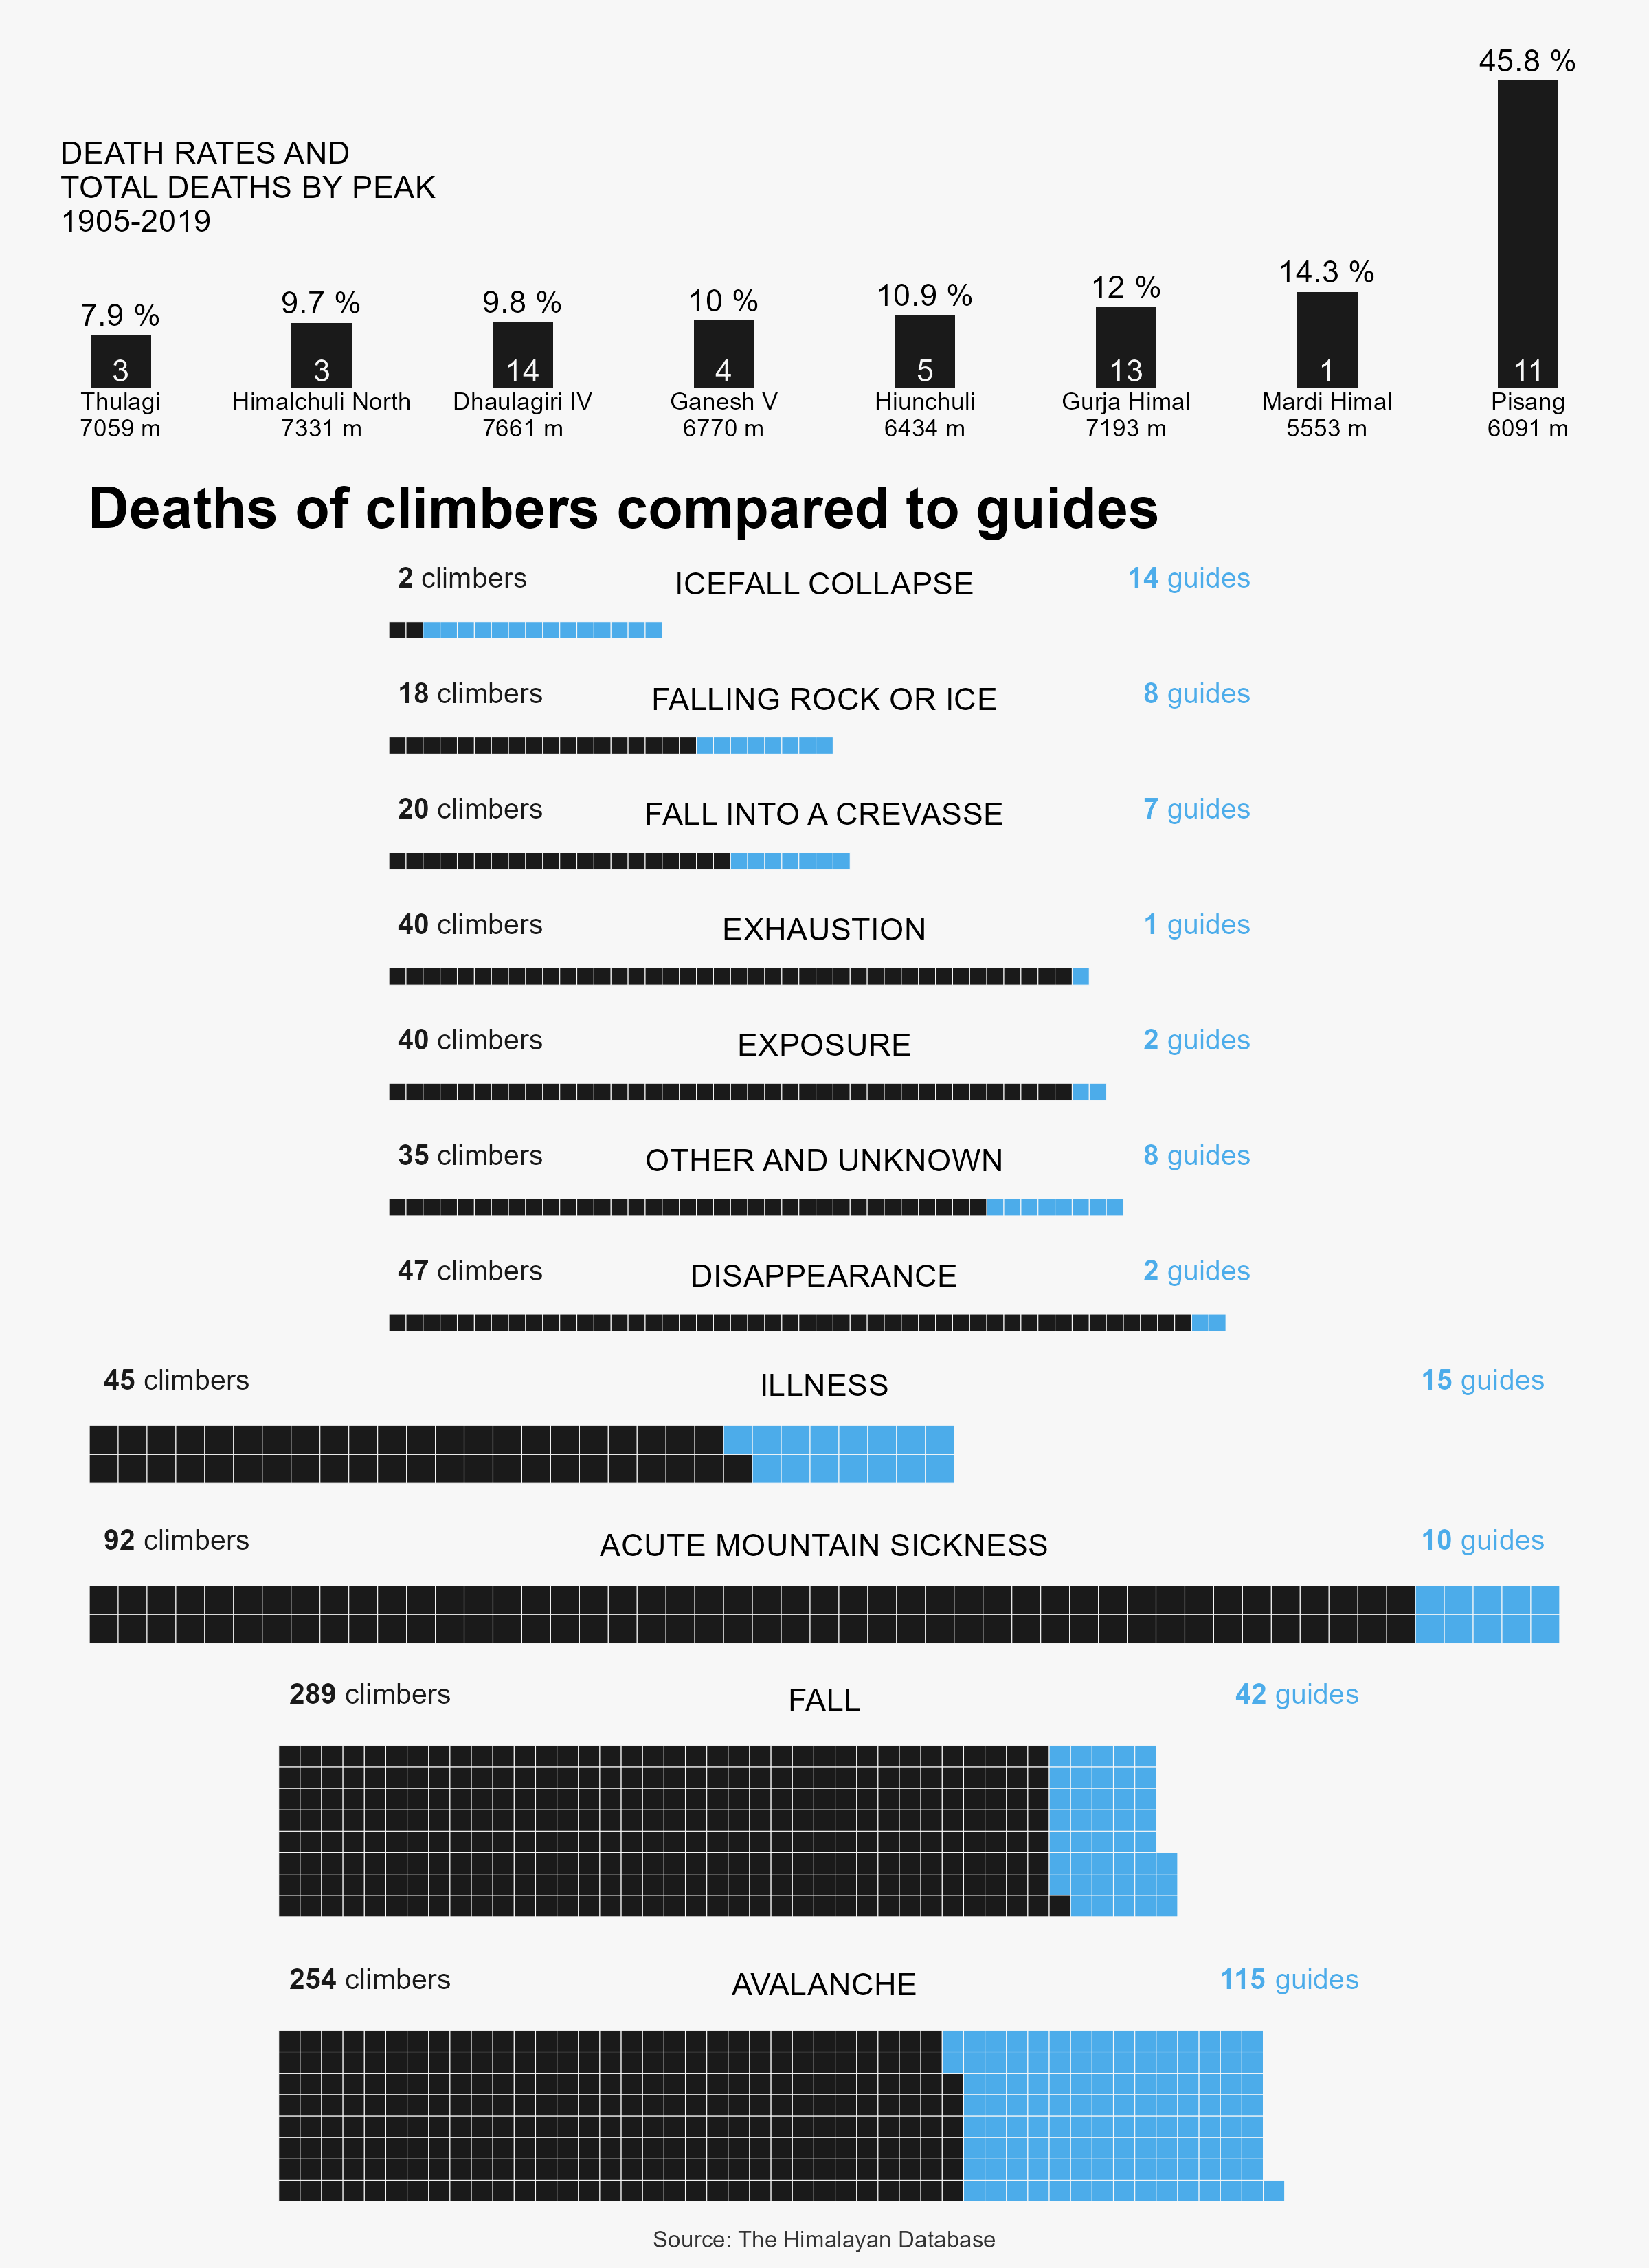 45.8 %
DEATH RATES AND
TOTAL DEATHS BY PEAK
1905-2019
7.9 %
9.7 %
9.8 %
10 %
10.9 %
12 %
14.3 %
3
3
14
4
5
13
1
11
Thulagi
7059 m
Himalchuli North
7331 m
Dhaulagiri IV
7661 m
Ganesh V
6770 m
Hiunchuli
6434 m
Gurja Himal
7193 m
Mardi Himal
5553 m
Pisang
6091 m
Deaths of climbers compared to guides
2 climbers ICEFALL COLLAPSE 14 guides
18 climbers FALLING ROCK OR ICE 8 guides
20 climbers FALL INTO A CREVASSE 7 guides
40 climbers EXHAUSTION 1 guides
40 climbers EXPOSURE 2 guides
35 climbers OTHER AND UNKNOWN 8 guides
47 climbers DISAPPEARANCE 2 guides
45 climbers ILLNESS 15 guides
92 climbers ACUTE MOUNTAIN SICKNESS 10 guides
289 climbers FALL 42 guides
254 climbers AVALANCHE 115 guides
Source: The Himalayan Database